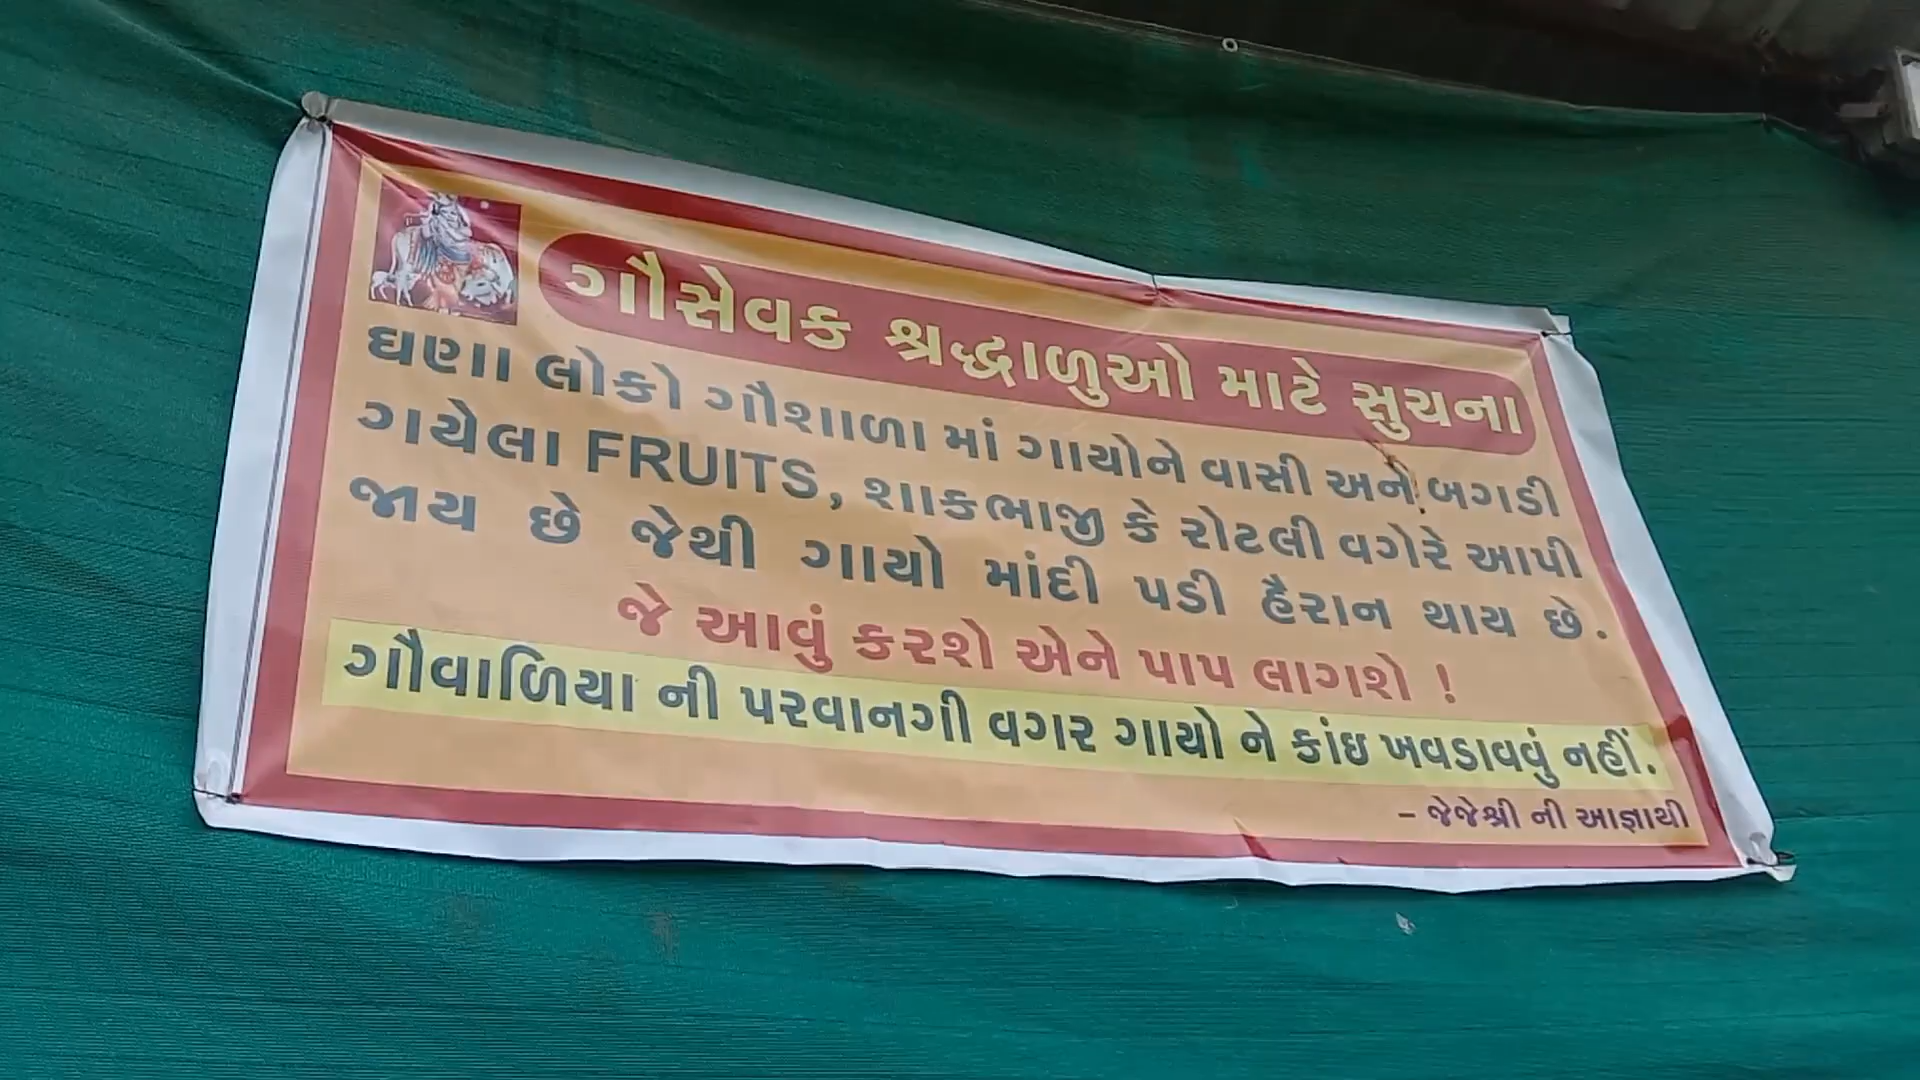 ગૌસેવક શ્રદ્ધાળુઓ માટે સુચના
ઘણા લોકો ગૌશાળા માં ગાયોને વાસી અને બગડી
ગયેલા FRUITS, શાકભાજી કે રોટલી વગેરે આપી
જાય છે જેથી ગાયો માંદી પડી હૈરાન થાય છે.
જે આવું કરશે એને પાપ લાગશે !
ગૌવાળિયા ની પરવાનગી વગર ગાયો ને કાંઇ ખવડાવવું નહીં.
– જેજેશ્રી ની આજ્ઞાથી